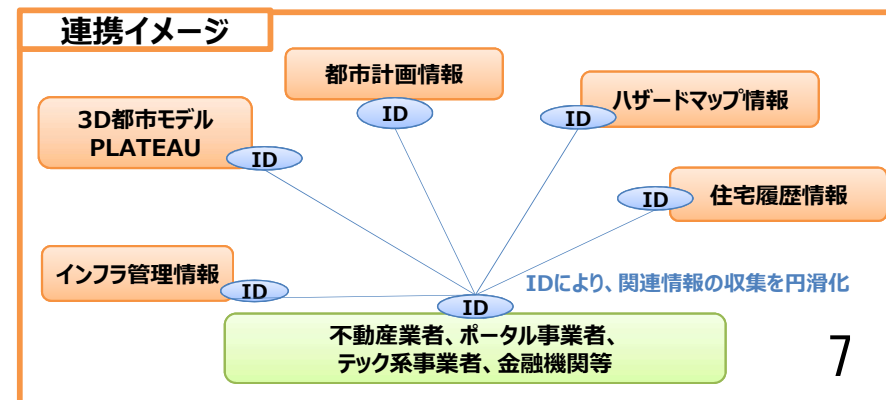 連携イメージ
都市計画情報
ID
ハザードマップ情報
ID
3D都市モデル
PLATEAU
ID
住宅履歴情報
ID
インフラ管理情報
ID
IDにより、関連情報の収集を円滑化
ID
不動産業者、ポータル事業者、
テック系事業者、金融機関等
7